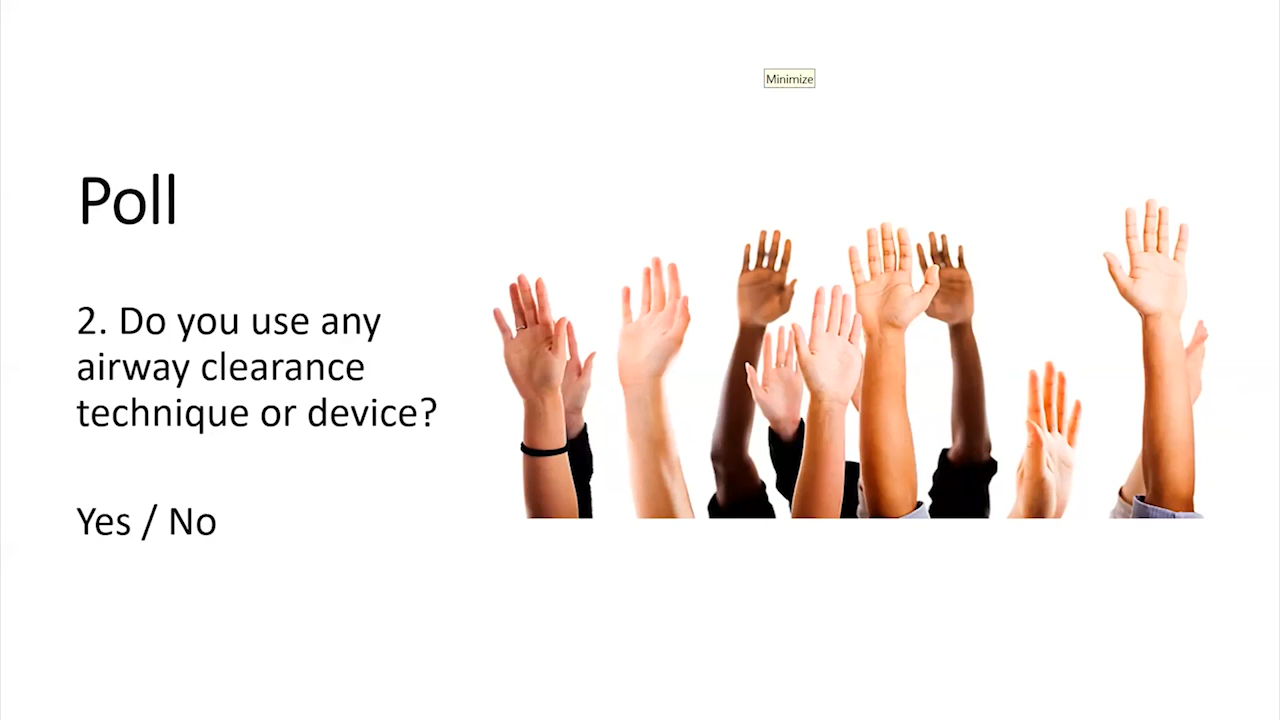 Minimize
Poll
2. Do you use any
airway clearance
technique or device?
Yes / No